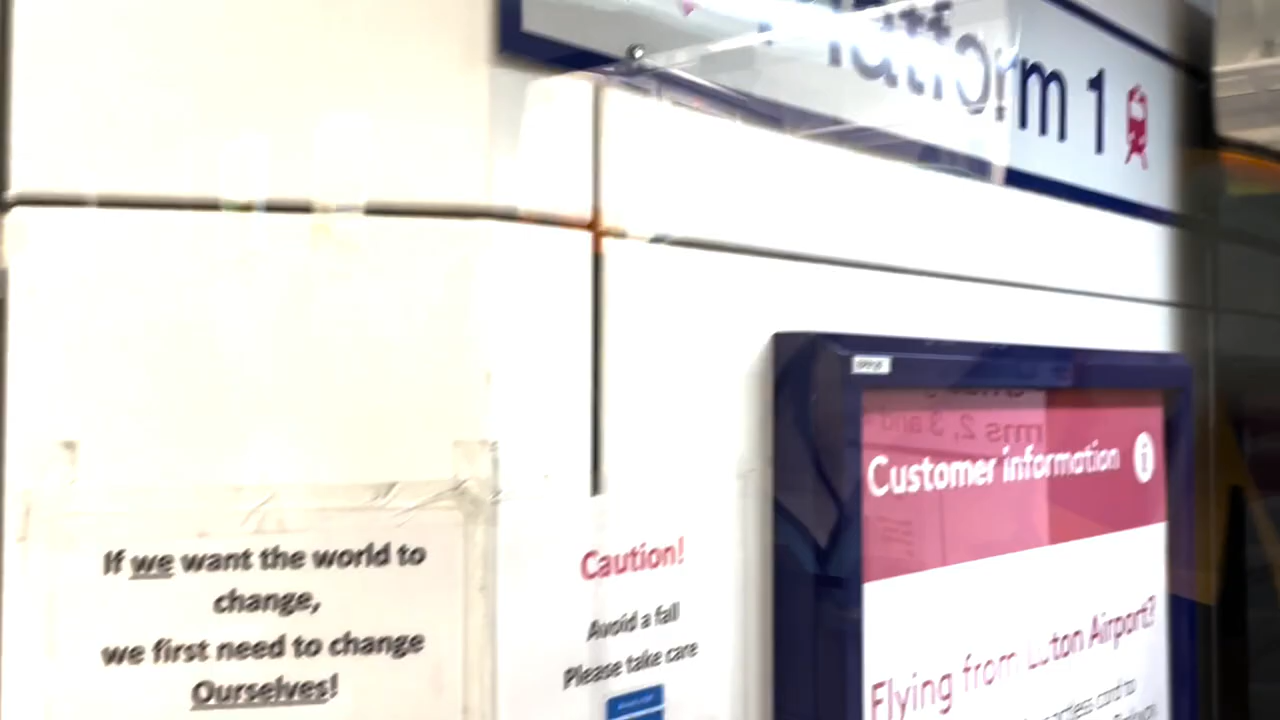 Platform 1
Customer information
Flying from Luton Airport?
If we want the world to
change,
we first need to change
Ourselves!
Caution!
Avoid a fall
Please take care